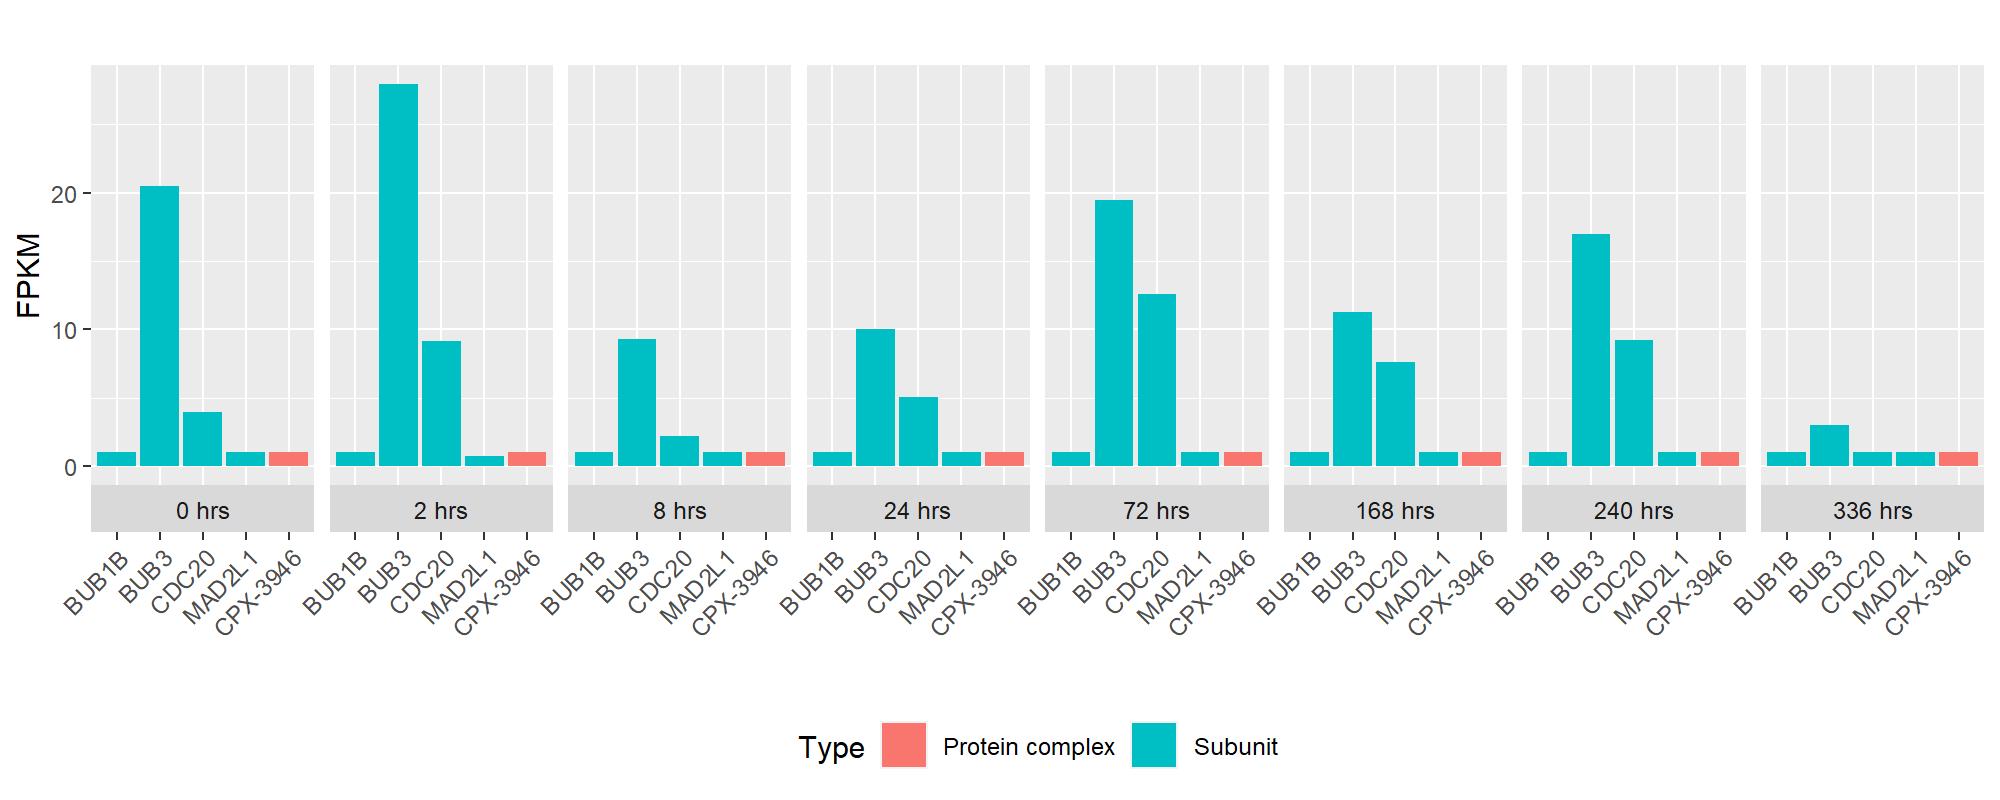 FPKM
20
10
0
0 hrs 2 hrs 8 hrs 24 hrs 72 hrs 168 hrs 240 hrs 336 hrs
BUB1B BUB3 CDC20 MAD2L1 CPX-3946 BUB1B BUB3 CDC20 MAD2L1 CPX-3946 BUB1B BUB3 CDC20 MAD2L1 CPX-3946 BUB1B BUB3 CDC20 MAD2L1 CPX-3946 BUB1B BUB3 CDC20 MAD2L1 CPX-3946 BUB1B BUB3 CDC20 MAD2L1 CPX-3946 BUB1B BUB3 CDC20 MAD2L1 CPX-3946 BUB1B BUB3 CDC20 MAD2L1 CPX-3946
Type Protein complex Subunit